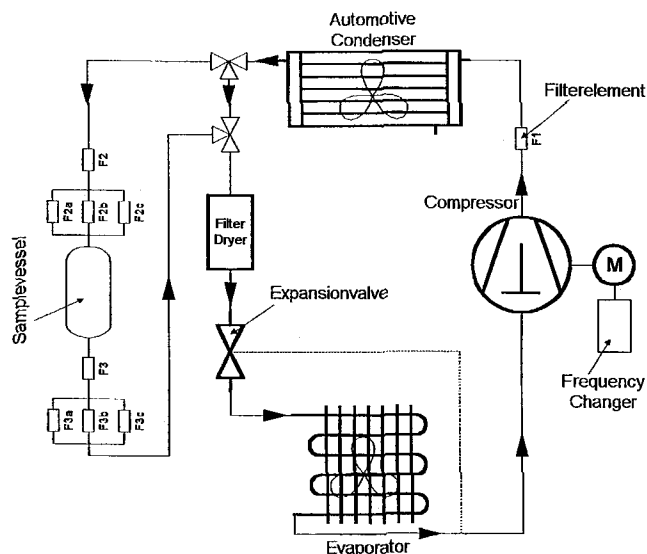 Automotive
Condenser
Filterelement
F1
Compressor
M
Frequency
Changer
F2
F2a
F2b
F2c
Filter
Dryer
Samplevessel
Expansionvalve
F3
F3a
F3b
F3c
Evaporator